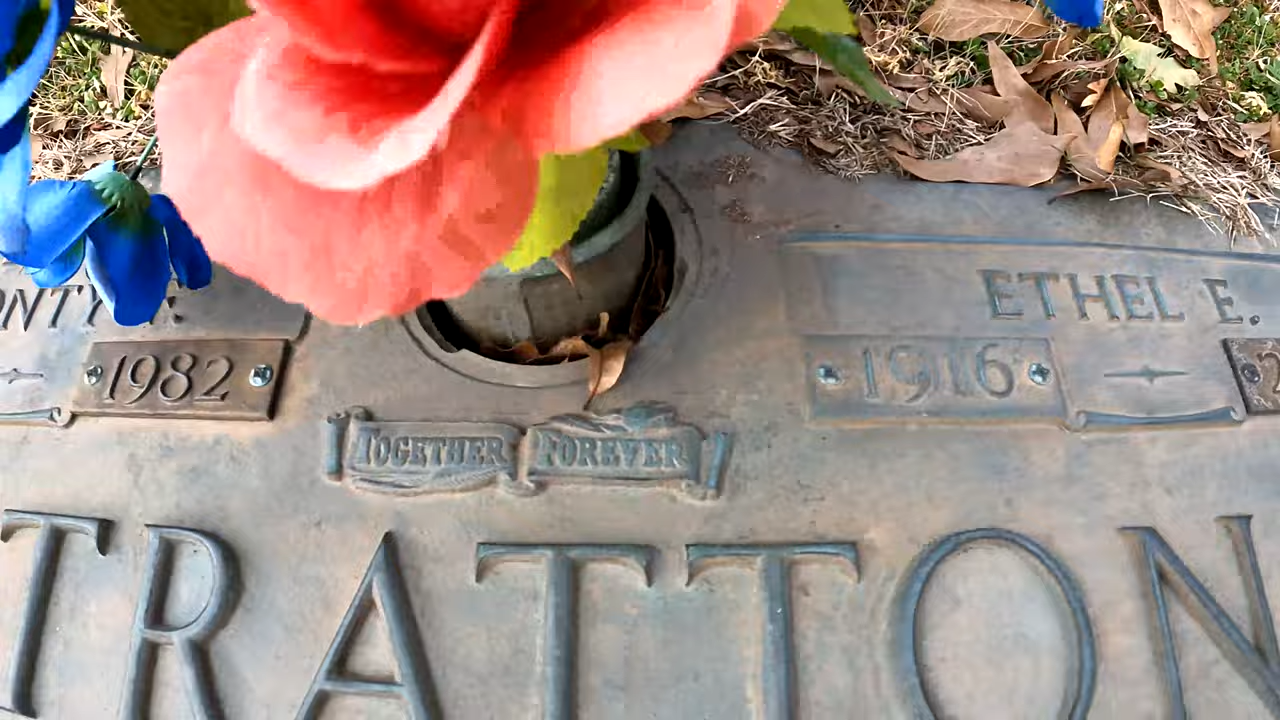 ETHEL E.
1982
1916
TOGETHER FOREVER
TRATTON